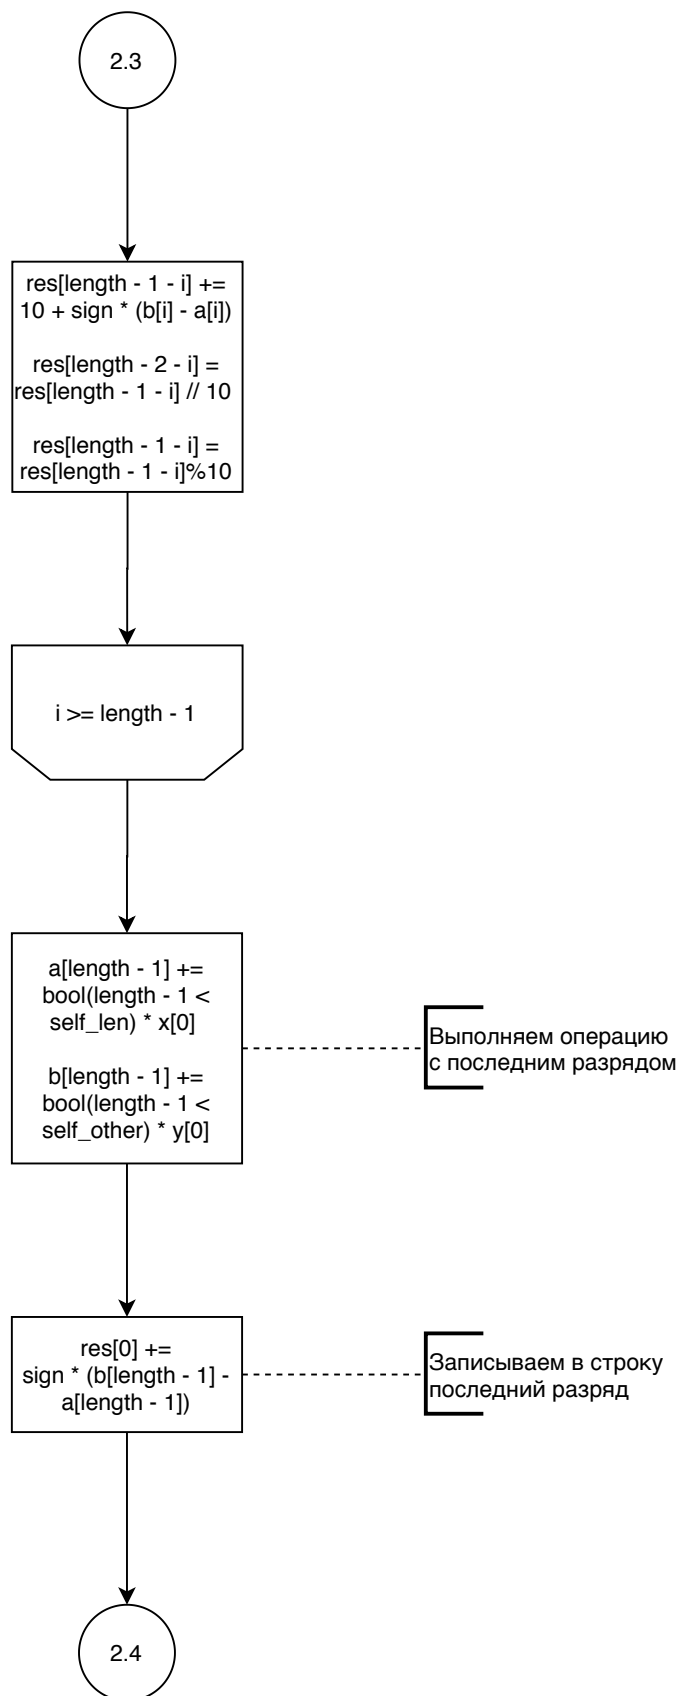 2.3
res[length - 1 - i] +=
10 + sign * (b[i] - a[i])
res[length - 2 - i] =
res[length - 1 - i] // 10
res[length - 1 - i] =
res[length - 1 - i]%10
i >= length - 1
a[length - 1] +=
bool(length - 1 <
self_len) * x[0]
b[length - 1] +=
bool(length - 1 <
self_other) * y[0]
Выполняем операцию
с последним разрядом
res[0] +=
sign * (b[length - 1] -
a[length - 1])
Записываем в строку
последний разряд
2.4